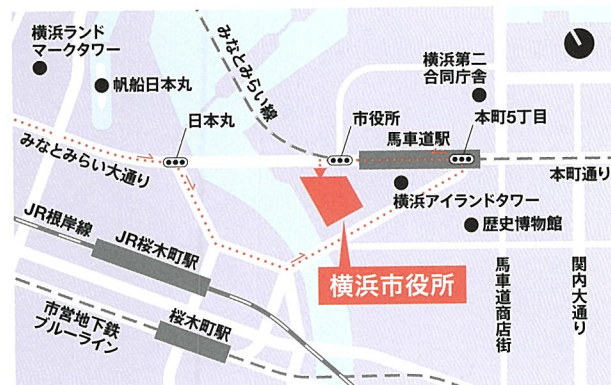 横浜ランド
マークタワー
帆船日本丸
みなとみらい線
横浜第二
合同庁舎
日本丸
市役所
馬車道駅
本町5丁目
みなとみらい大通り
本町通り
横浜アイランドタワー
歴史博物館
JR根岸線
JR桜木町駅
横浜市役所
馬車道商店街
関内大通り
市営地下鉄
ブルーライン
桜木町駅